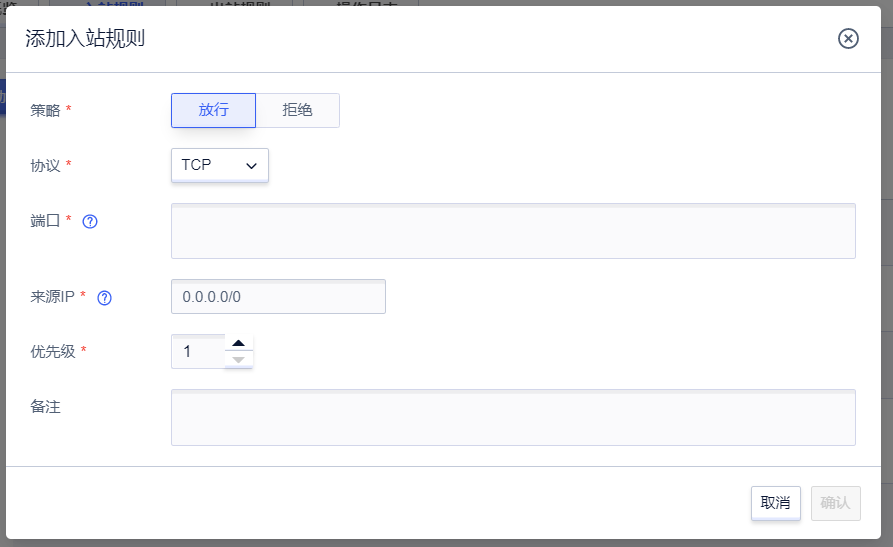 添加入站规则
策略 * 放行 拒绝
协议 * TCP
端口 *
来源IP * 0.0.0.0/0
优先级 * 1
备注
取消 确认